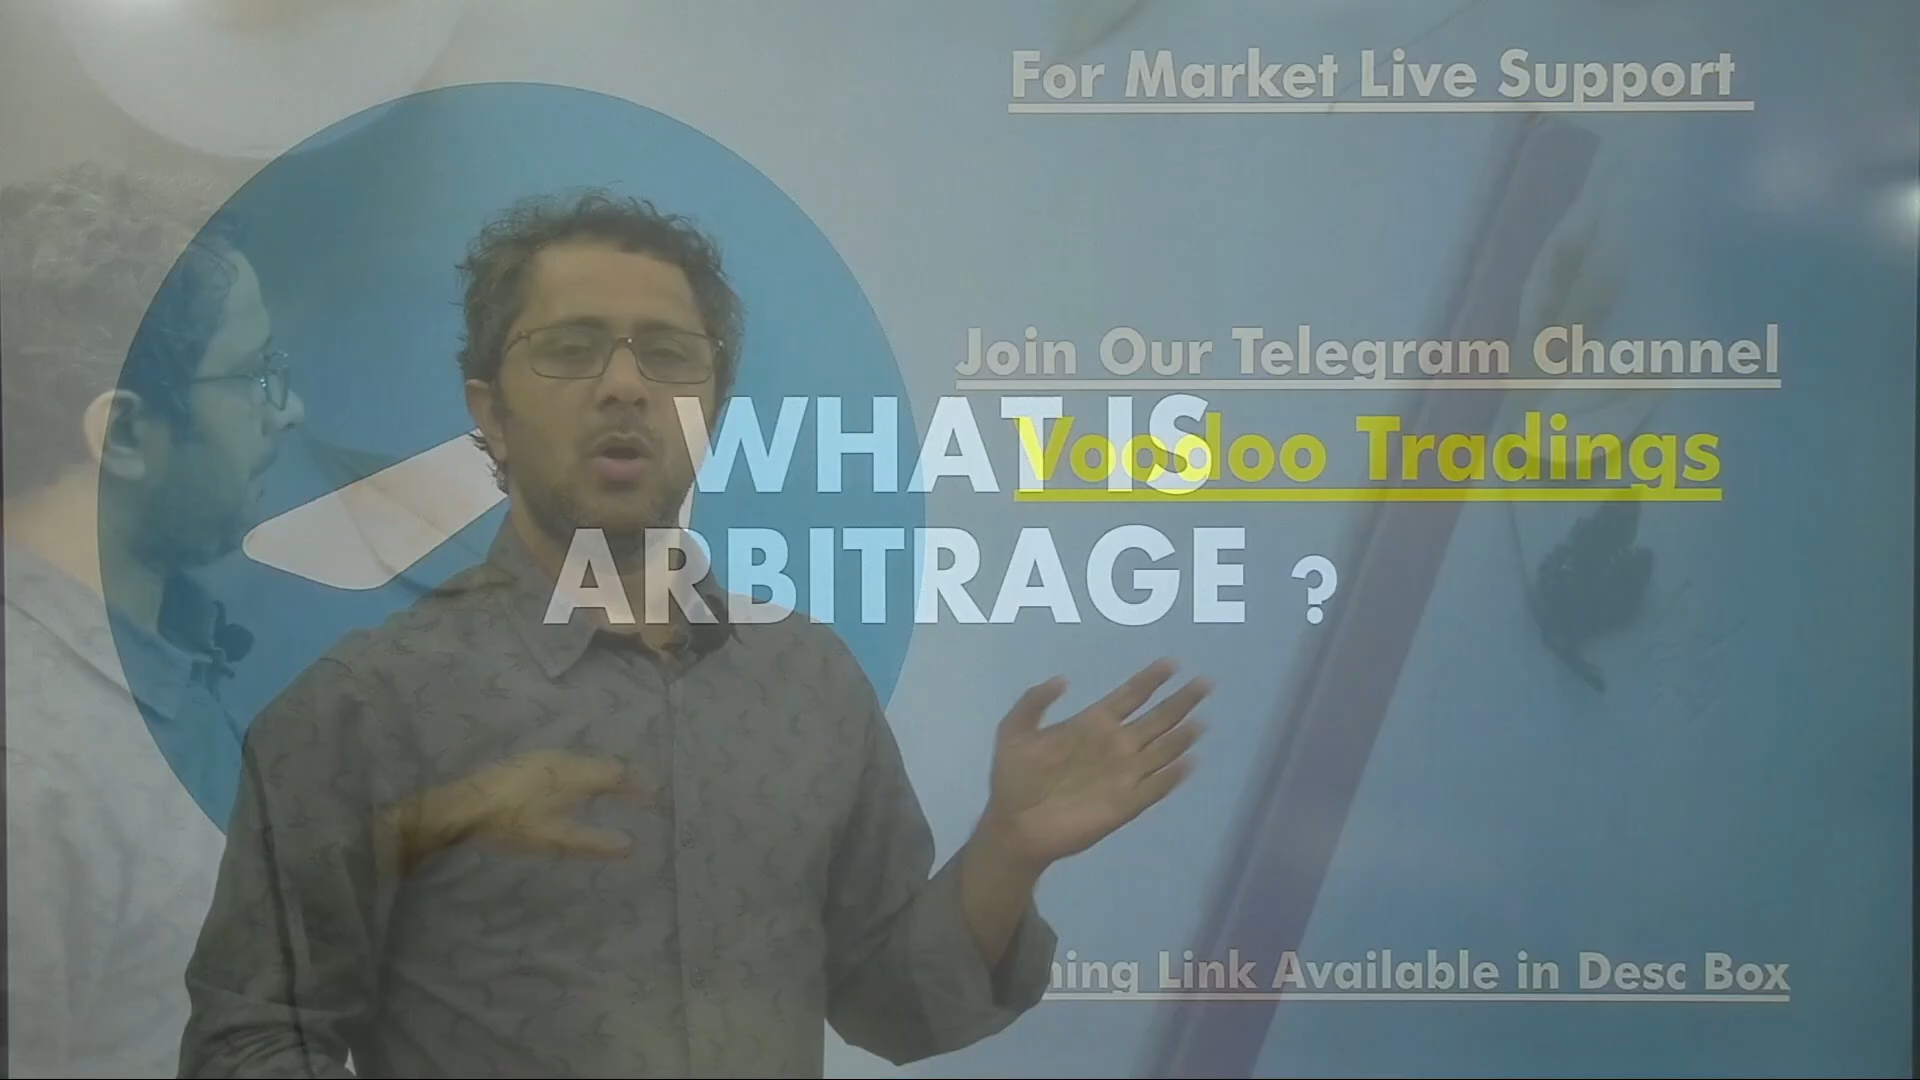 For Market Live Support
Join Our Telegram Channel
Voodoo Tradings
WHAT IS
ARBITRAGE ?
Link Available in Desc Box